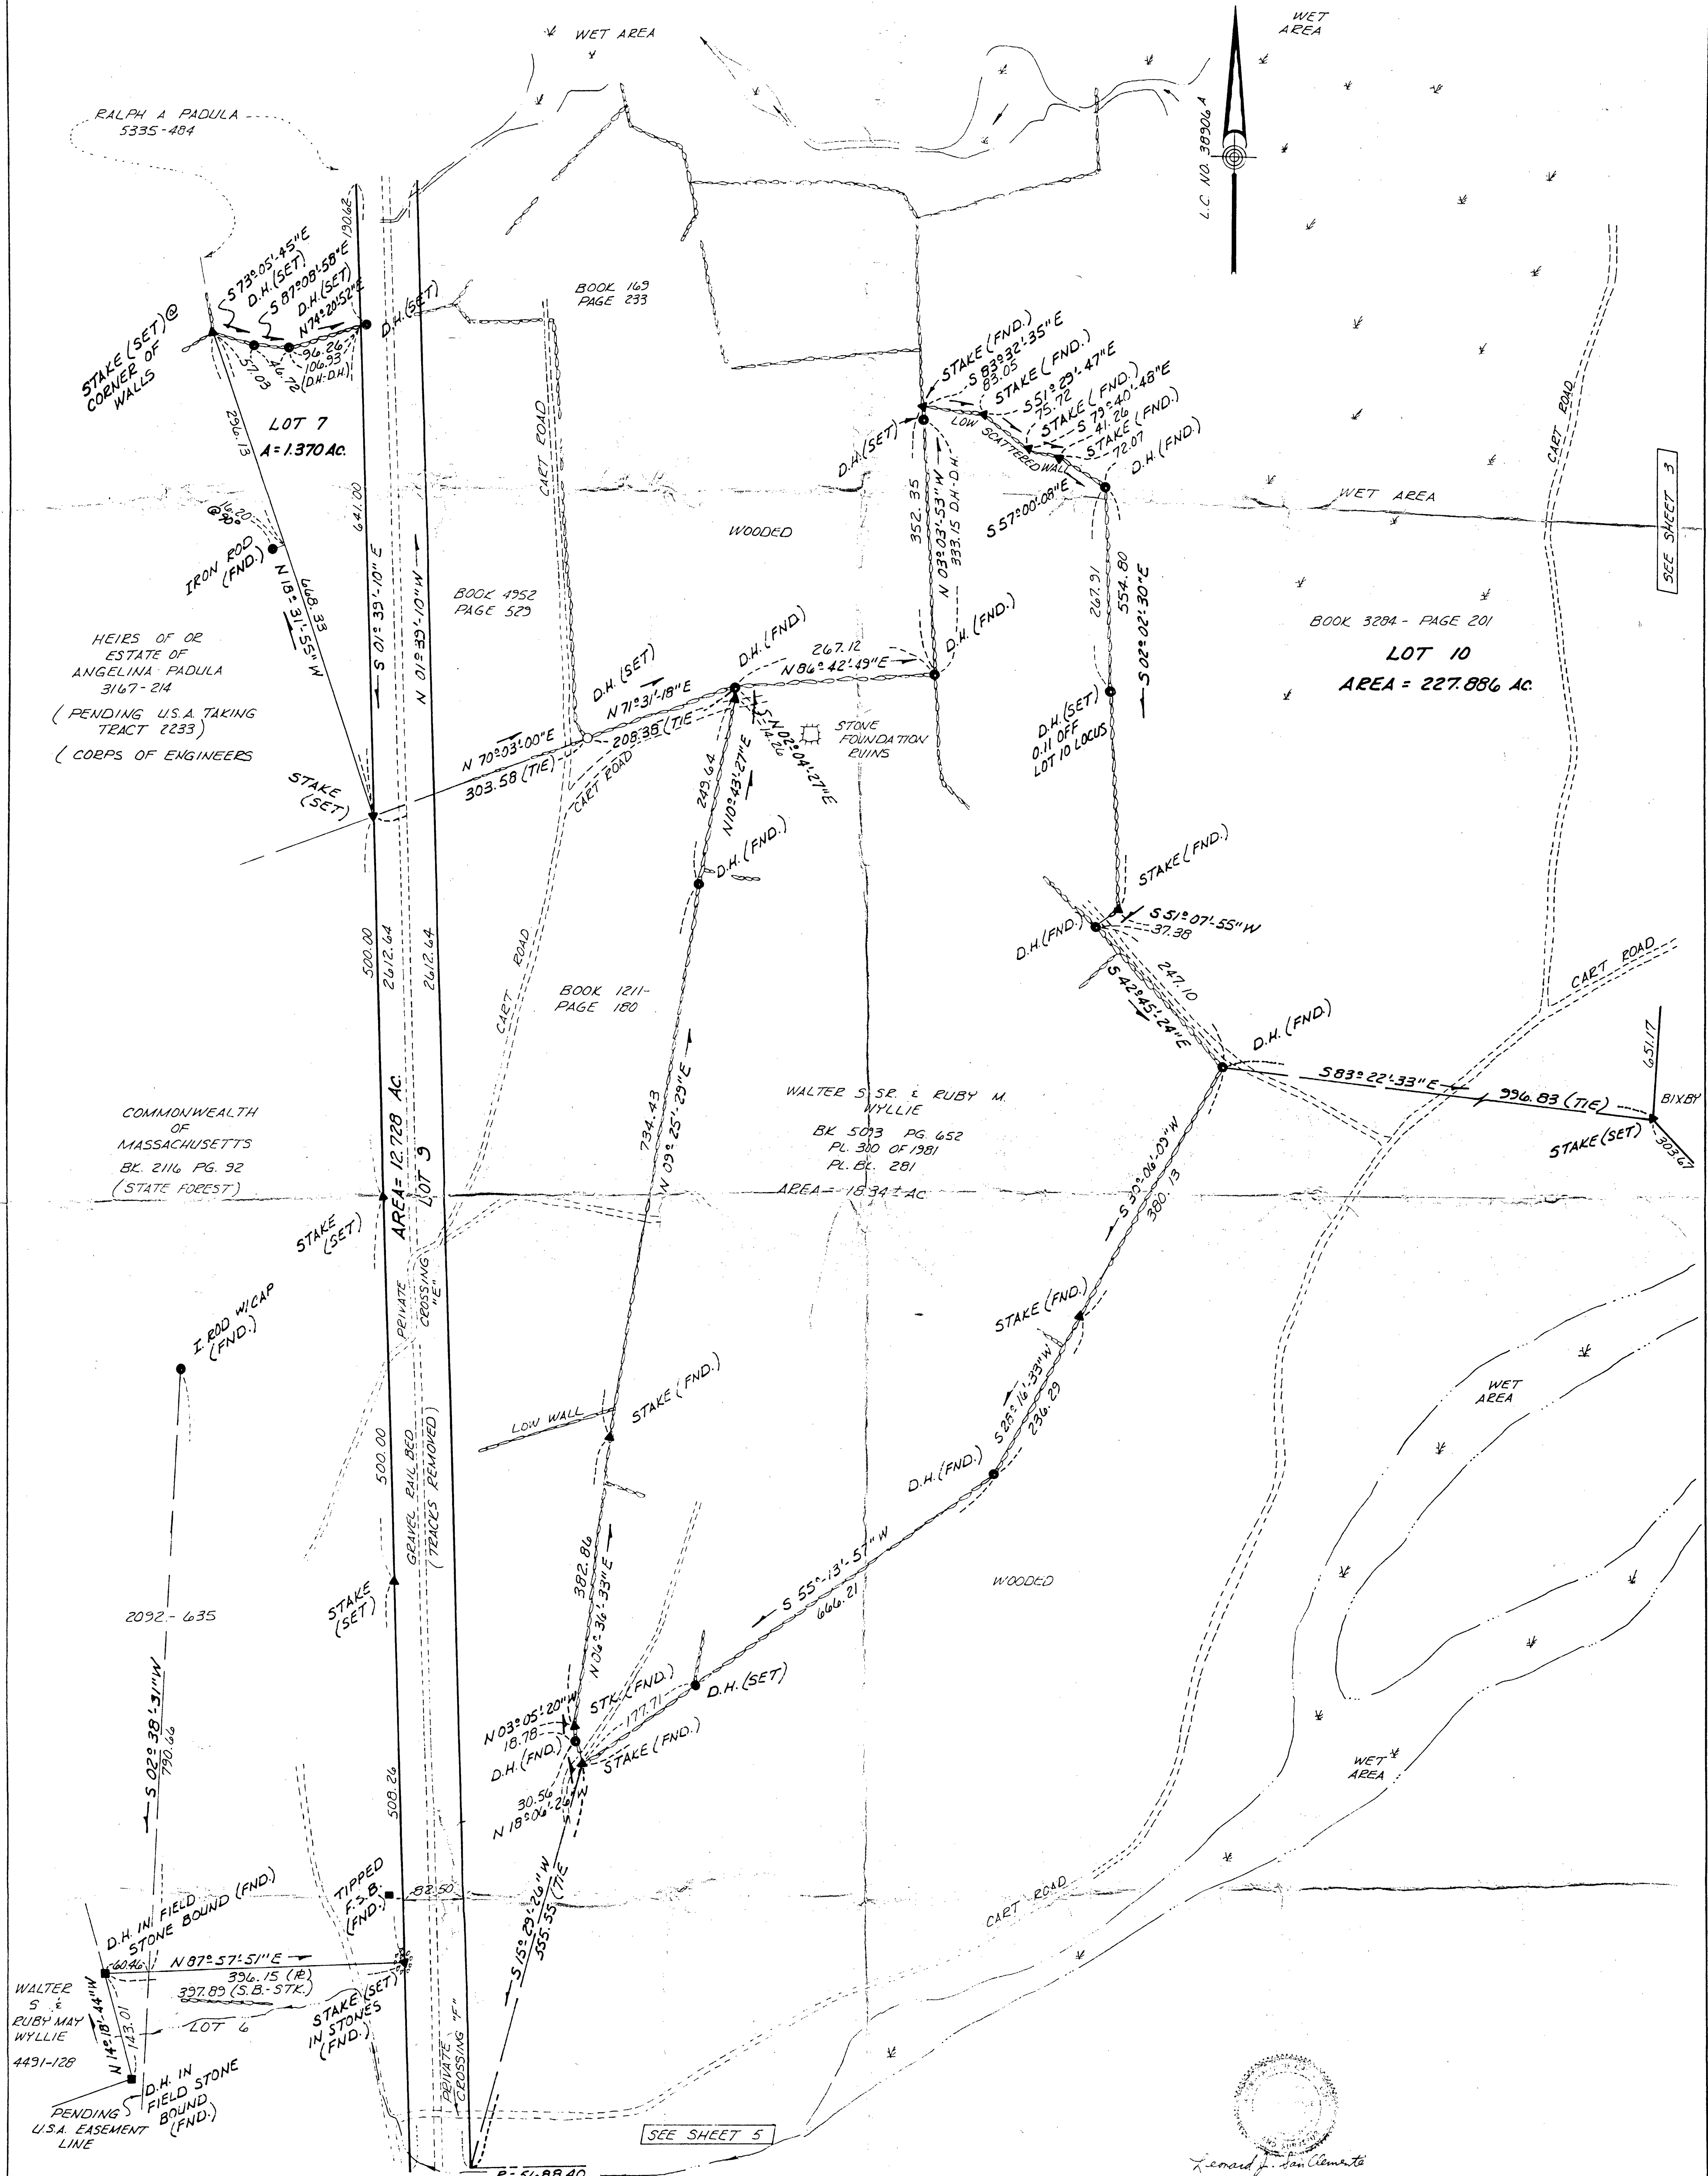 WET AREA
WET
AREA
RALPH A PADULA
5335-484
L.C NO. 38906A
S 73°05'-45"E
D.H. (SET)
S 87°08'-58"E
D.H. (SET)
N74°20'52"E
190.62
D.H. (SET)
BOOK 169
PAGE 233
STAKE (SET) @
CORNER OF
WALLS
57.03
46.72
96.26
106.93
(D.H.-D.H.)
296.13
LOT 7
A = 1.370 AC.
641.00
CART ROAD
STAKE (FND.)
S 83°32'-35"E
83.05
STAKE (FND.)
S51°29'-47"E
75.72
STAKE (FND.)
S 79°40'-48"E
41.26
STAKE (FND.)
72.07
D.H. (FND.)
D.H. (SET)
LOW SCATTERED WALL
S 57°00'-08"E
CART ROAD
SEE SHEET 3
WET AREA
WOODED
16.20
@ 90°
IRON ROD
(FND.)
668.33
N 18°31'-55"W
S 01°39'-10" E
N 01°39'-10"W
352.35
N 03°03'-53"W
333.15 D.H.-D.H.
267.91
554.80
S 02°02'-30"E
BOOK 4952
PAGE 529
BOOK 3284 - PAGE 201
LOT 10
AREA = 227.886 AC.
HEIRS OF OR
ESTATE OF
ANGELINA PADULA
3167-214
( PENDING U.S.A. TAKING
TRACT 2233)
( CORPS OF ENGINEERS
D.H. (SET)
D.H. (FND.)
267.12
N 86°42'-49"E
D.H. (FND.)
N 71°31'-18"E
N 70°03'-00"E
208.38 (TIE
303.58 (TIE)
CART ROAD
STAKE
(SET)
N 02°04'-27"E
14.26
STONE
FOUNDATION
RUINS
D.H. (SET)
0.11 OFF
LOT 10 LOCUS
249.64
N10°43'-27"E
D.H. (FND.)
STAKE (FND.)
S 51°07'-55" W
37.38
D.H. (FND.)
247.10
S 42°45'-24"E
500.00
2612.64
2612.64
CART ROAD
BOOK 1211-
PAGE 180
CART ROAD
D.H. (FND.)
S 83°22'-33"E
996.83 (TIE)
651.17
BIXBY
STAKE (SET)
303.67
COMMONWEALTH
OF
MASSACHUSETTS
BK. 2116 PG. 92
(STATE FOREST)
AREA = 12.728 AC.
LOT 9
734.43
N 09°25'-29"E
WALTER S. SR. & RUBY M.
WYLLIE
BK 5093 PG. 652
PL. 300 OF 1981
PL. BK. 281
AREA = 18.34± AC
S 30°06'-09"W
380.13
STAKE
(SET)
PRIVATE
CROSSING
"E"
I. ROD W/CAP
(FND.)
STAKE (FND.)
S 28°16'-33"W
236.29
LOW WALL
STAKE (FND.)
WET
AREA
500.00
GRAVEL RAIL BED
(TRACKS REMOVED)
D.H. (FND.)
S 55°-13'-57" W
666.21
WOODED
STAKE
(SET)
2092-635
382.86
N 06°36'-33"E
S 02°38'-31"W
790.66
N 03°05'-20"W
18.78
STK. (FND.)
D.H. (FND.)
177.71
D.H. (SET)
STAKE (FND.)
30.56
N 18°06'-26"W
WET
AREA
508.26
S 15°29'-26"W
555.55 (TIE
CART ROAD
TIPPED
F.S.B.
(FND.)
82.50
D.H. IN FIELD
STONE BOUND (FND.)
60.46
N 87°57'-51" E
396.15 (R)
397.89 (S.B.-STK.)
WALTER
S &
RUBY MAY
WYLLIE
4491-128
N 14°18'-44"W
143.01
LOT 6
STAKE (SET)
IN STONES
(FND.)
PRIVATE
CROSSING "F"
D.H. IN
FIELD STONE
BOUND
(FND.)
PENDING
U.S.A. EASEMENT
LINE
SEE SHEET 5
R=5688.40
Leonard J. San Clemente